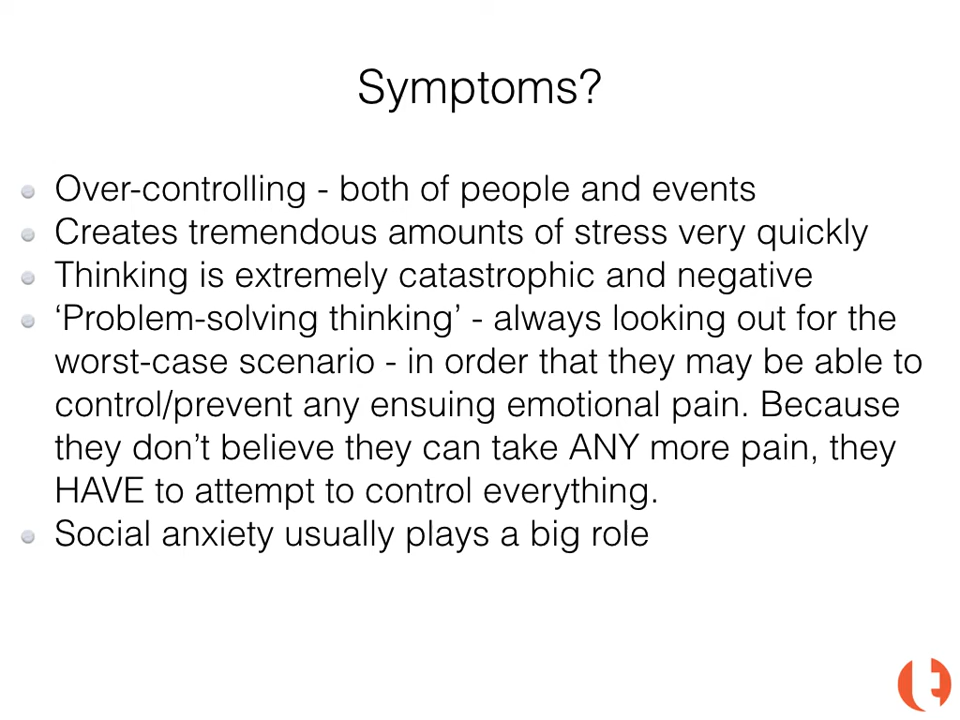 Symptoms?
Over-controlling - both of people and events
Creates tremendous amounts of stress very quickly
Thinking is extremely catastrophic and negative
‘Problem-solving thinking’ - always looking out for the
worst-case scenario - in order that they may be able to
control/prevent any ensuing emotional pain. Because
they don’t believe they can take ANY more pain, they
HAVE to attempt to control everything.
Social anxiety usually plays a big role